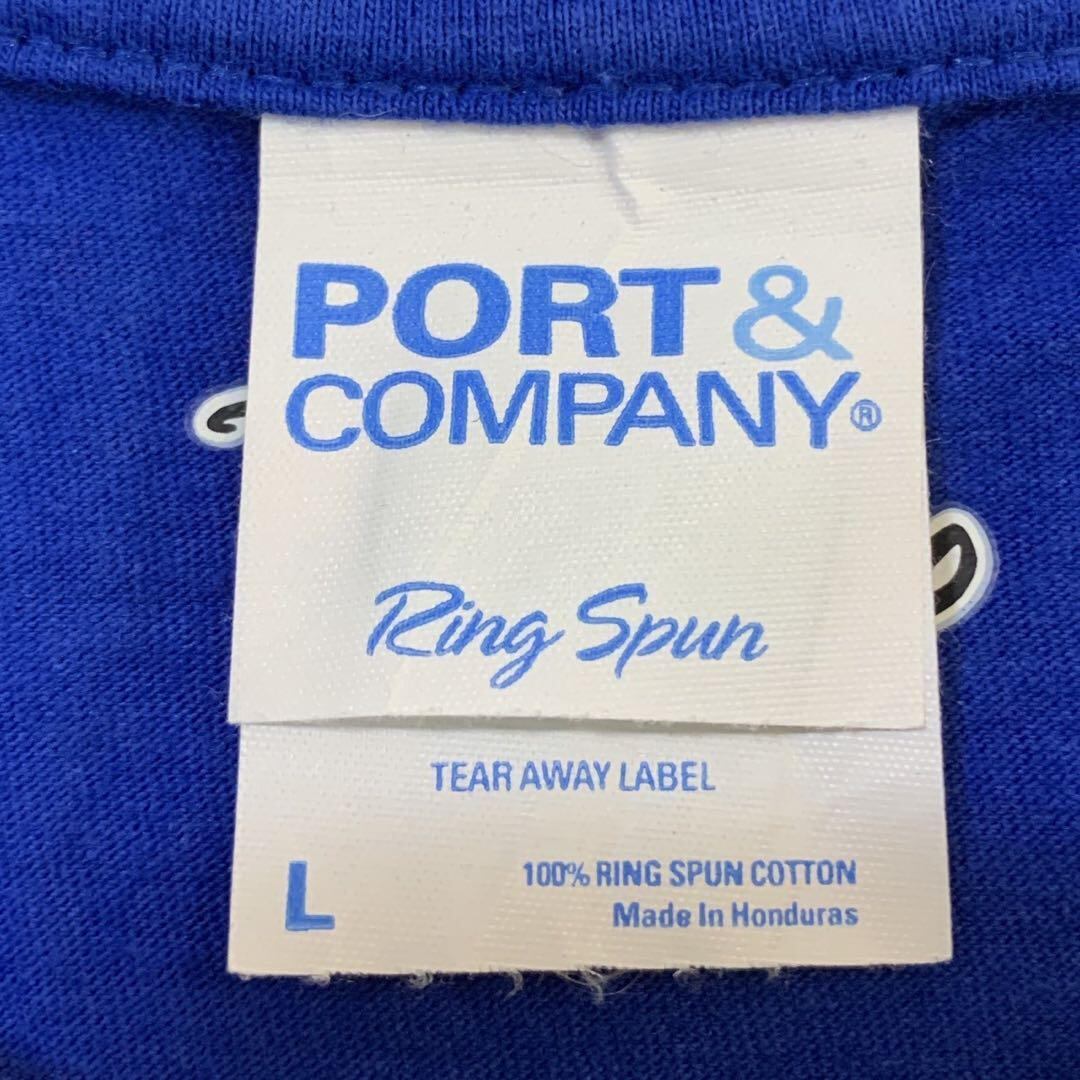 PORT &
COMPANY®
Ring Spun
TEAR AWAY LABEL
L
100% RING SPUN COTTON
Made In Honduras